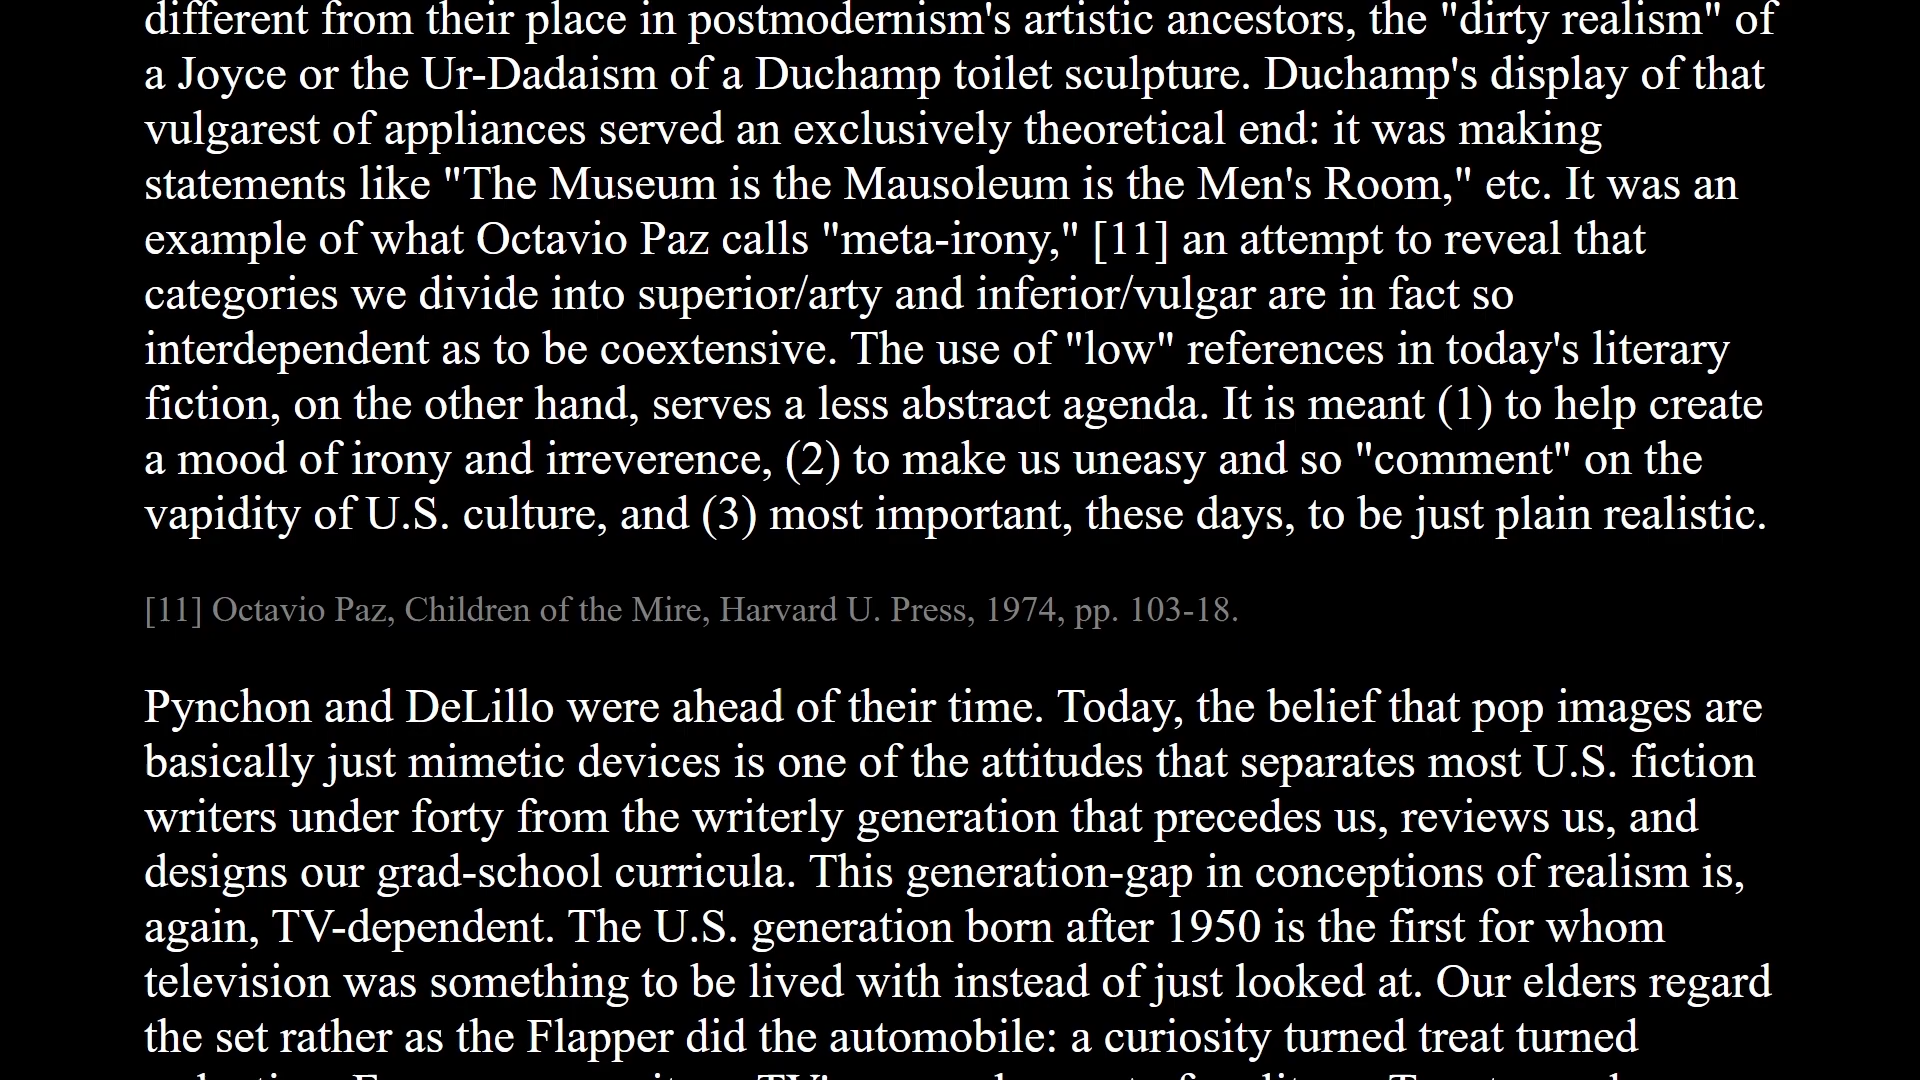 different from their place in postmodernism's artistic ancestors, the "dirty realism" of
a Joyce or the Ur-Dadaism of a Duchamp toilet sculpture. Duchamp's display of that
vulgarest of appliances served an exclusively theoretical end: it was making
statements like "The Museum is the Mausoleum is the Men's Room," etc. It was an
example of what Octavio Paz calls "meta-irony," [11] an attempt to reveal that
categories we divide into superior/arty and inferior/vulgar are in fact so
interdependent as to be coextensive. The use of "low" references in today's literary
fiction, on the other hand, serves a less abstract agenda. It is meant (1) to help create
a mood of irony and irreverence, (2) to make us uneasy and so "comment" on the
vapidity of U.S. culture, and (3) most important, these days, to be just plain realistic.
[11] Octavio Paz, Children of the Mire, Harvard U. Press, 1974, pp. 103-18.
Pynchon and DeLillo were ahead of their time. Today, the belief that pop images are
basically just mimetic devices is one of the attitudes that separates most U.S. fiction
writers under forty from the writerly generation that precedes us, reviews us, and
designs our grad-school curricula. This generation-gap in conceptions of realism is,
again, TV-dependent. The U.S. generation born after 1950 is the first for whom
television was something to be lived with instead of just looked at. Our elders regard
the set rather as the Flapper did the automobile: a curiosity turned treat turned